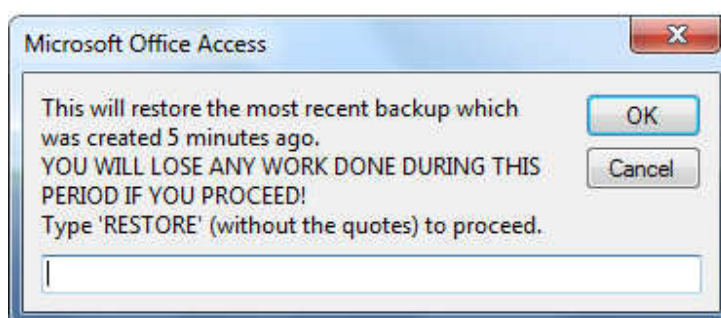 Microsoft Office Access
This will restore the most recent backup which
was created 5 minutes ago.
YOU WILL LOSE ANY WORK DONE DURING THIS
PERIOD IF YOU PROCEED!
Type 'RESTORE' (without the quotes) to proceed.
OK
Cancel